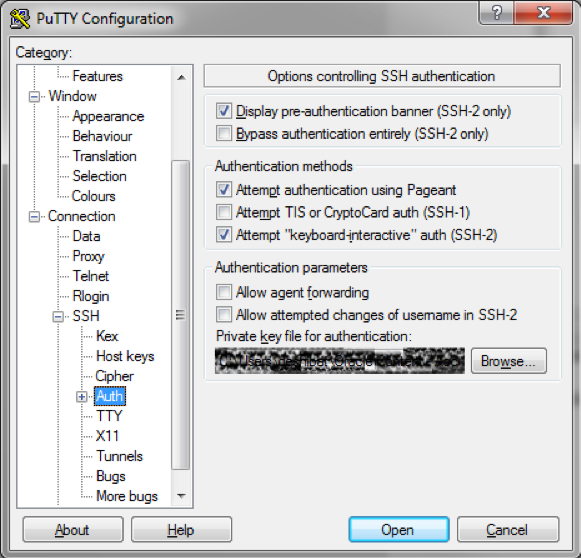 PuTTY Configuration
?
Category:
Features
Window
Appearance
Behaviour
Translation
Selection
Colours
Connection
Data
Proxy
Telnet
Rlogin
SSH
Kex
Host keys
Cipher
Auth
TTY
X11
Tunnels
Bugs
More bugs
Options controlling SSH authentication
Display pre-authentication banner (SSH-2 only)
Bypass authentication entirely (SSH-2 only)
Authentication methods
Attempt authentication using Pageant
Attempt TIS or CryptoCard auth (SSH-1)
Attempt "keyboard-interactive" auth (SSH-2)
Authentication parameters
Allow agent forwarding
Allow attempted changes of username in SSH-2
Private key file for authentication:
Browse...
About
Help
Open
Cancel